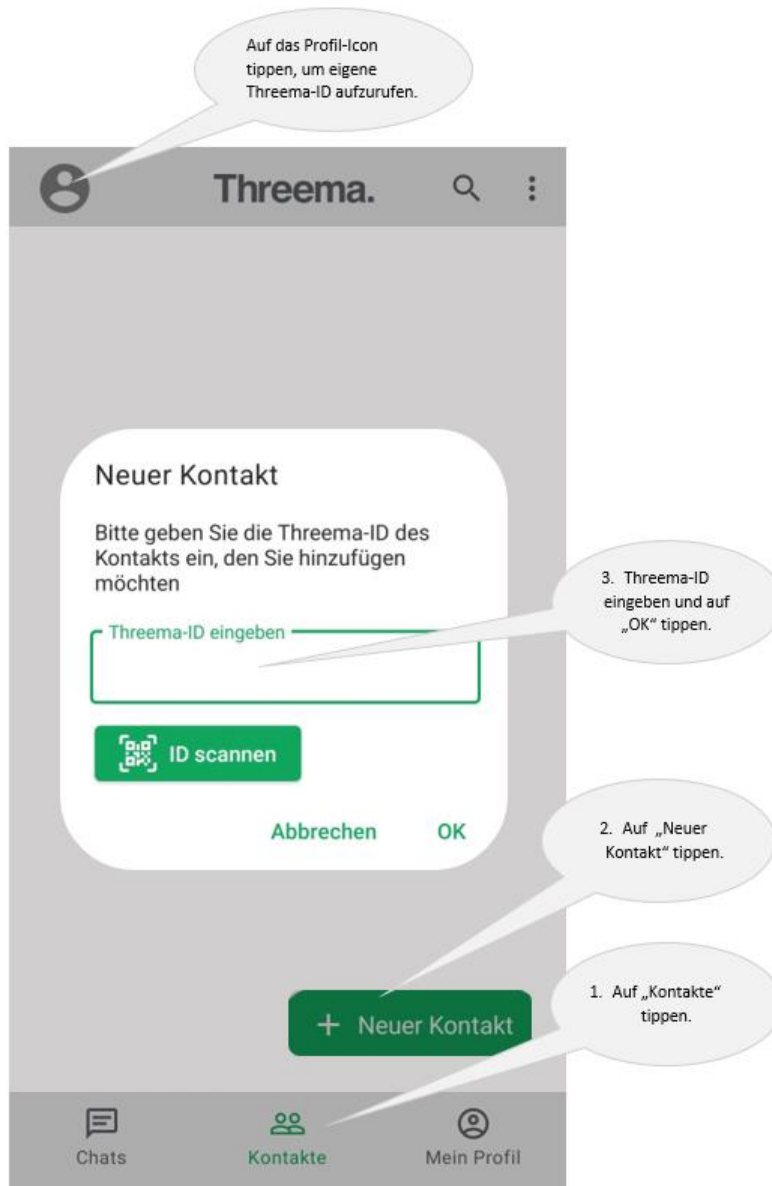 Auf das Profil-Icon
tippen, um eigene
Threema-ID aufzurufen.
Threema.
Neuer Kontakt
Bitte geben Sie die Threema-ID des
Kontakts ein, den Sie hinzufügen
möchten
Threema-ID eingeben
3. Threema-ID
eingeben und auf
„OK“ tippen.
ID scannen
Abbrechen OK
2. Auf „Neuer
Kontakt“ tippen.
+ Neuer Kontakt
1. Auf „Kontakte“
tippen.
Chats Kontakte Mein Profil